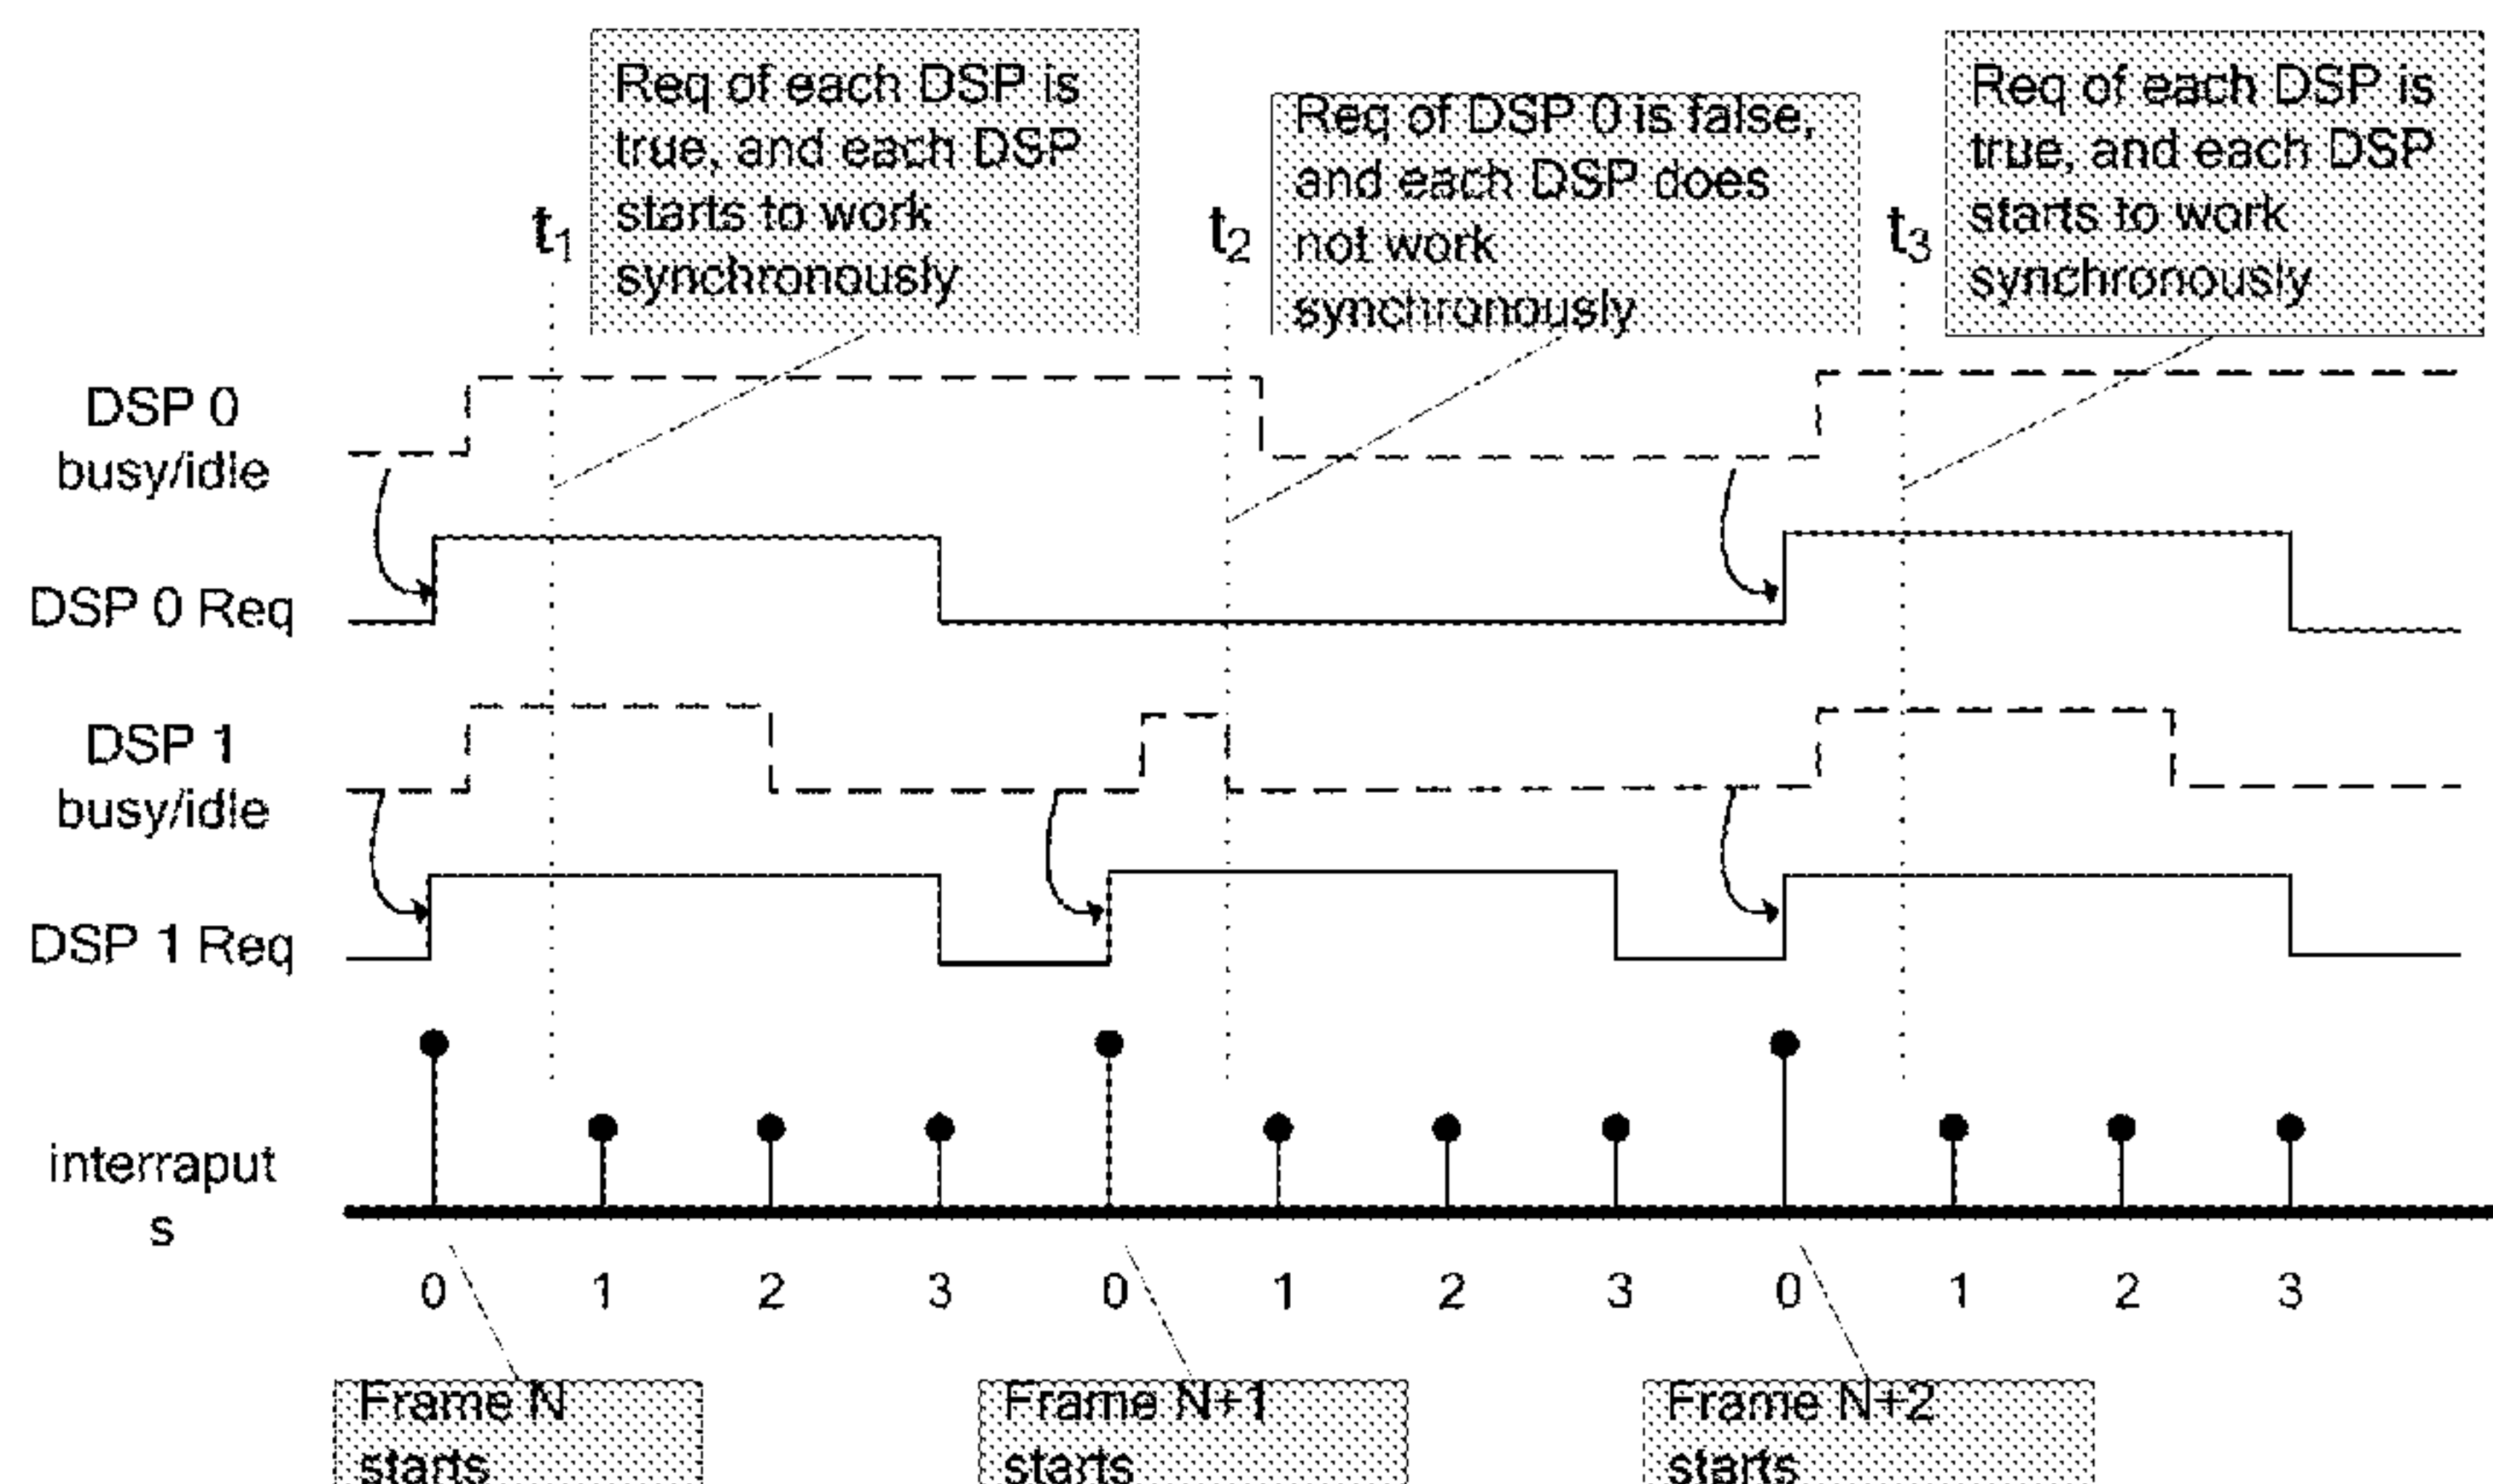 Req of each DSP is
true, and each DSP
starts to work
synchronously
Req of DSP 0 is false,
and each DSP does
not work
synchronously
Req of each DSP is
true, and each DSP
starts to work
synchronously
t1
t2
t3
DSP 0
busy/idle
DSP 0 Req
DSP 1
busy/idle
DSP 1 Req
interraput
s
0 1 2 3 0 1 2 3 0 1 2 3
Frame N
starts
Frame N+1
starts
Frame N+2
starts